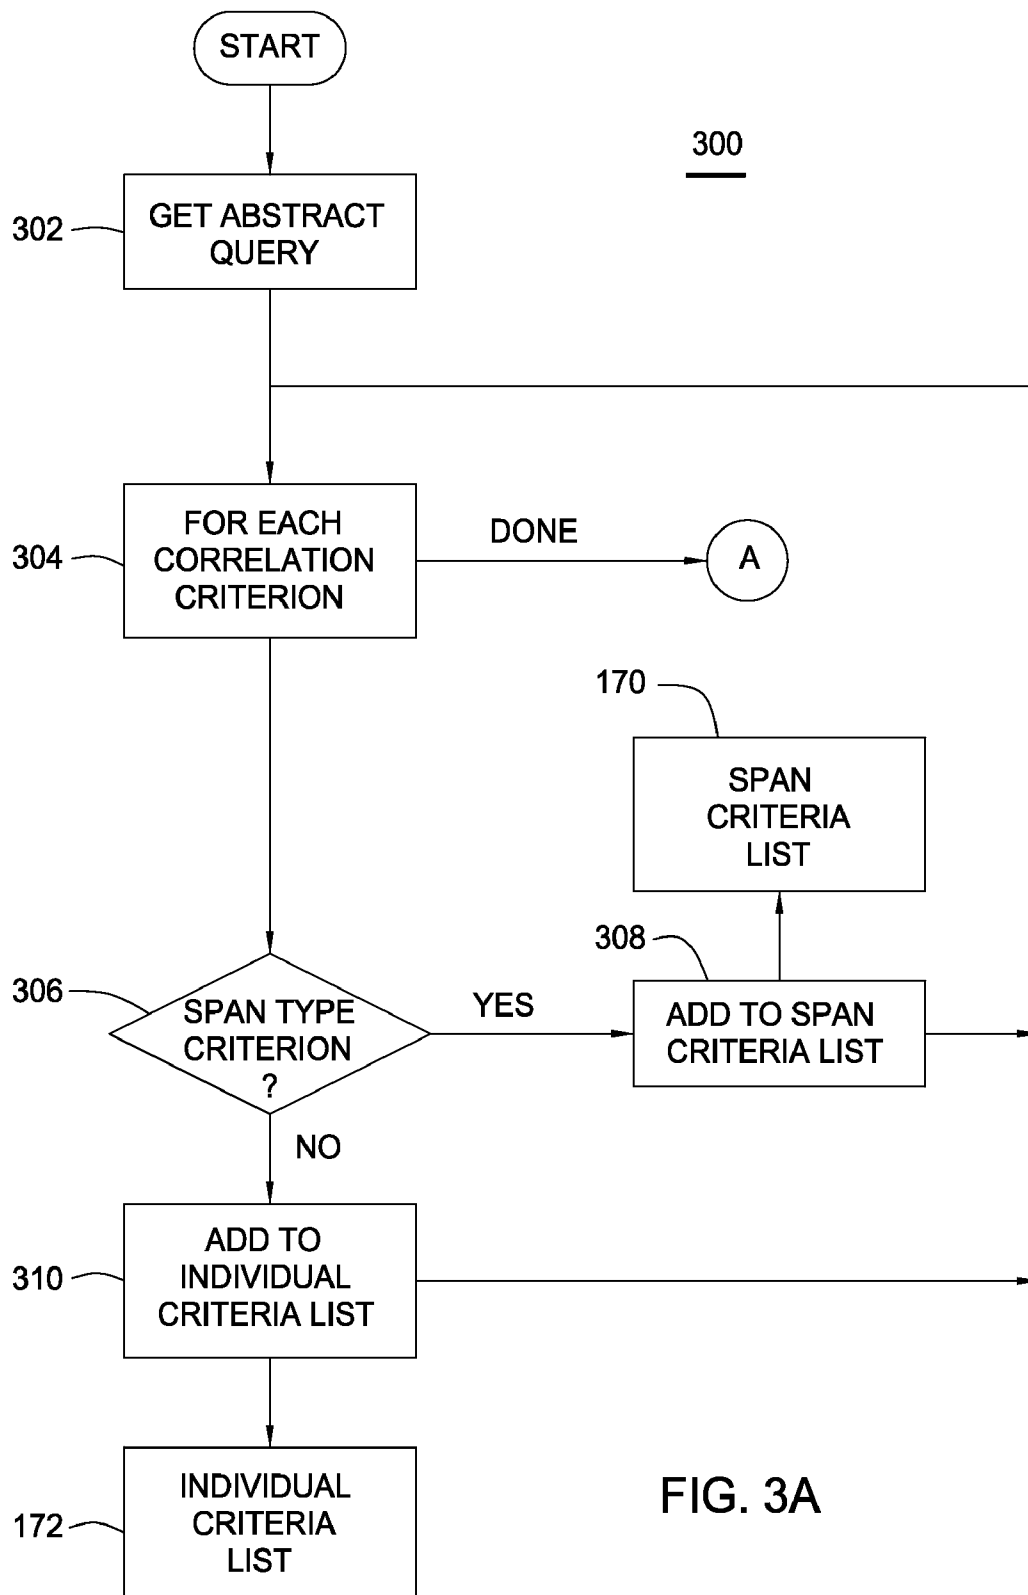 START
300
302
GET ABSTRACT
QUERY
304
FOR EACH
CORRELATION
CRITERION
DONE
A
170
SPAN
CRITERIA
LIST
306
SPAN TYPE
CRITERION
?
YES
308
ADD TO SPAN
CRITERIA LIST
NO
310
ADD TO
INDIVIDUAL
CRITERIA LIST
172
INDIVIDUAL
CRITERIA
LIST
FIG. 3A